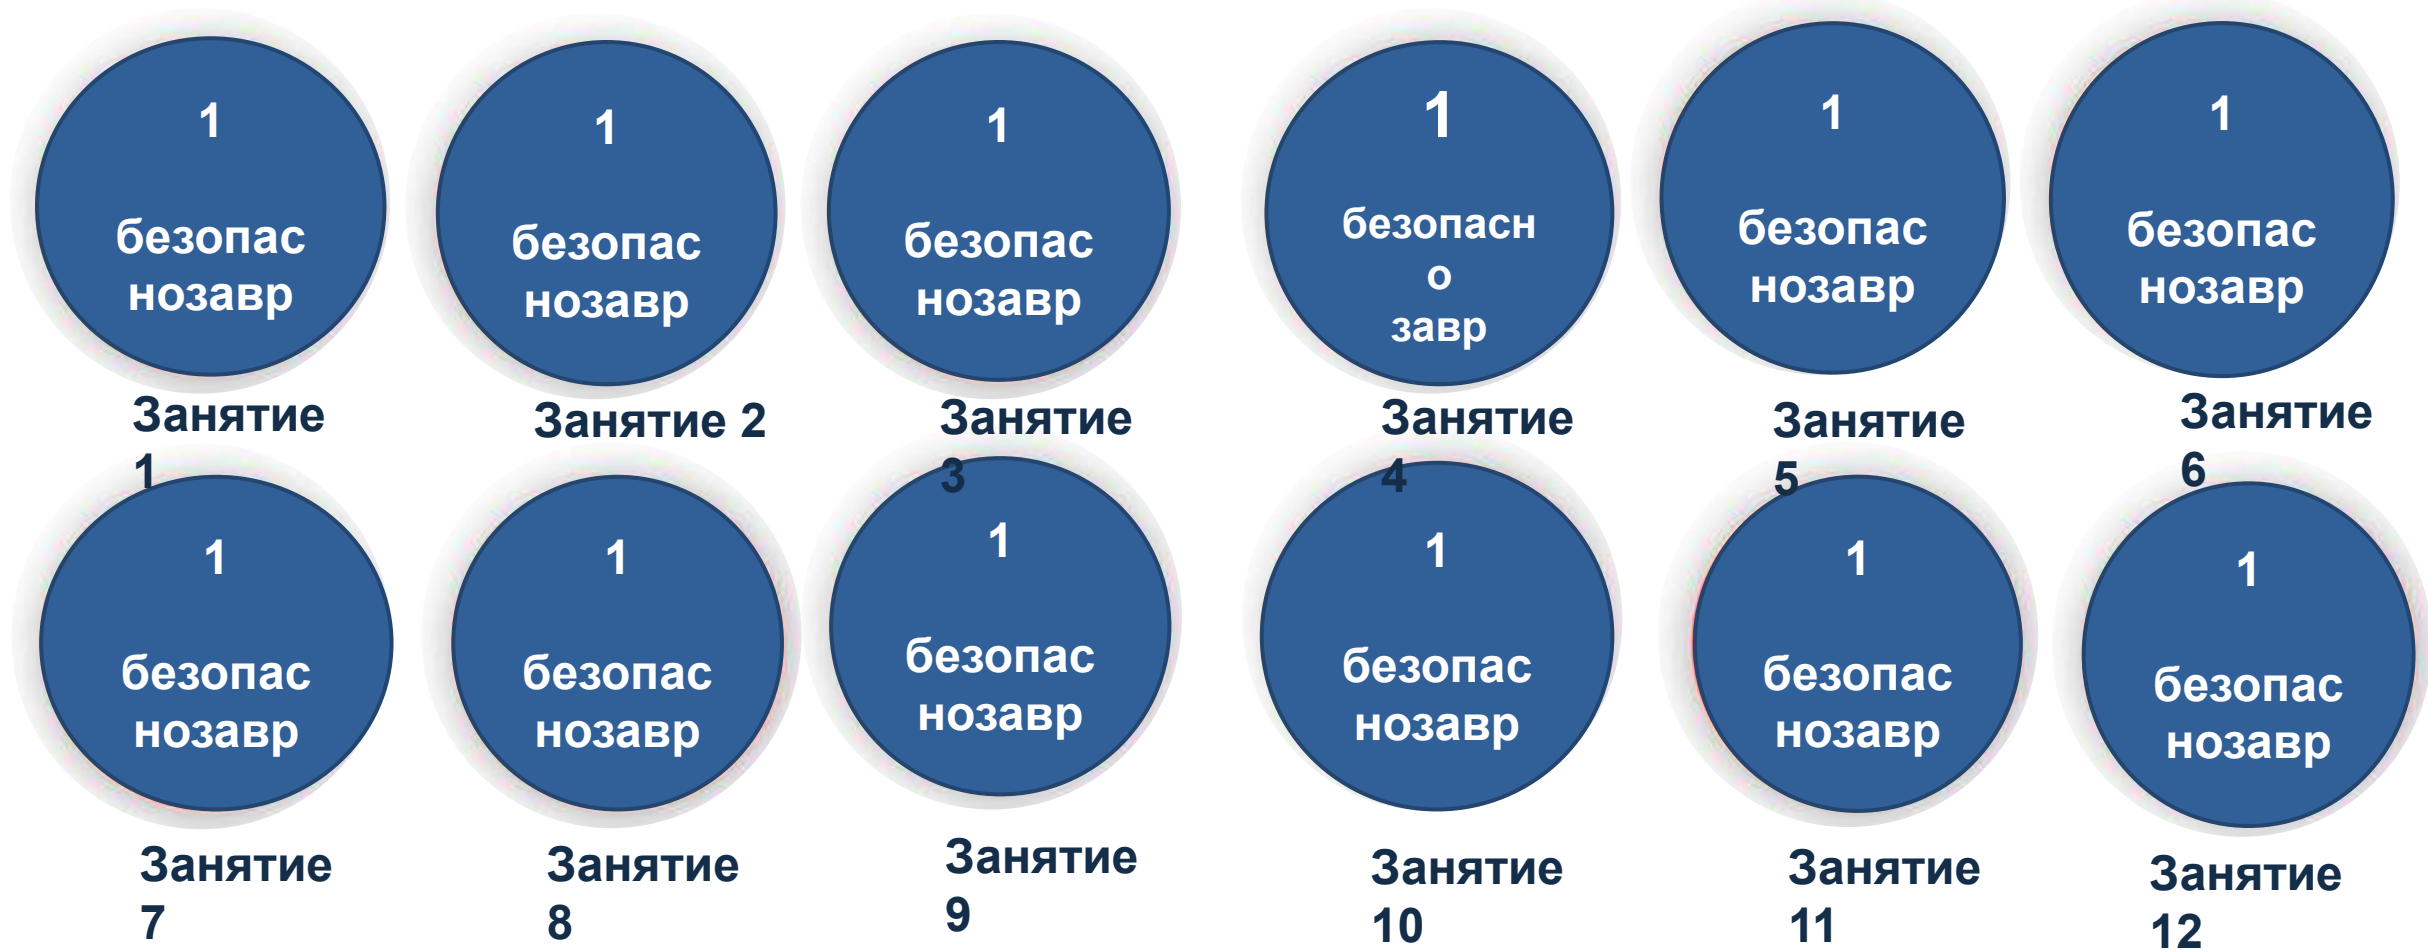 1
безопас
нозавр
Занятие
1
1
безопас
нозавр
Занятие 2
1
безопас
нозавр
Занятие
3
1
безопасн
о
завр
Занятие
4
1
безопас
нозавр
Занятие
5
1
безопас
нозавр
Занятие
6
1
безопас
нозавр
Занятие
7
1
безопас
нозавр
Занятие
8
1
безопас
нозавр
Занятие
9
1
безопас
нозавр
Занятие
10
1
безопас
нозавр
Занятие
11
1
безопас
нозавр
Занятие
12